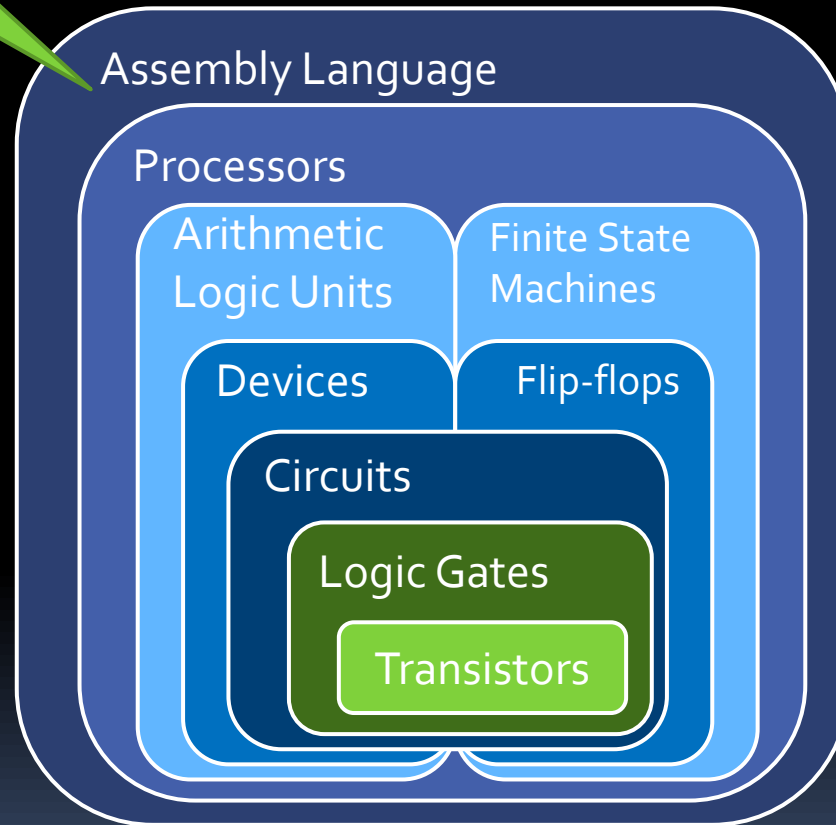 Assembly Language
Processors
Arithmetic
Logic Units
Finite State
Machines
Devices
Flip-flops
Circuits
Logic Gates
Transistors